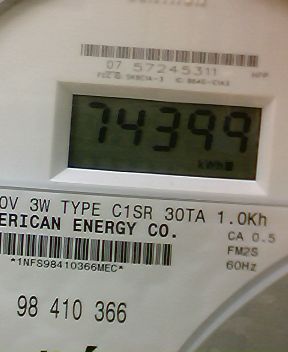 07 57245311
74399
kWh
0V 3W TYPE C1SR 30TA 1.0Kh
ERICAN ENERGY CO.
CA 0.5
FM2S
60Hz
*1NFS98410366MEC*
98 410 366